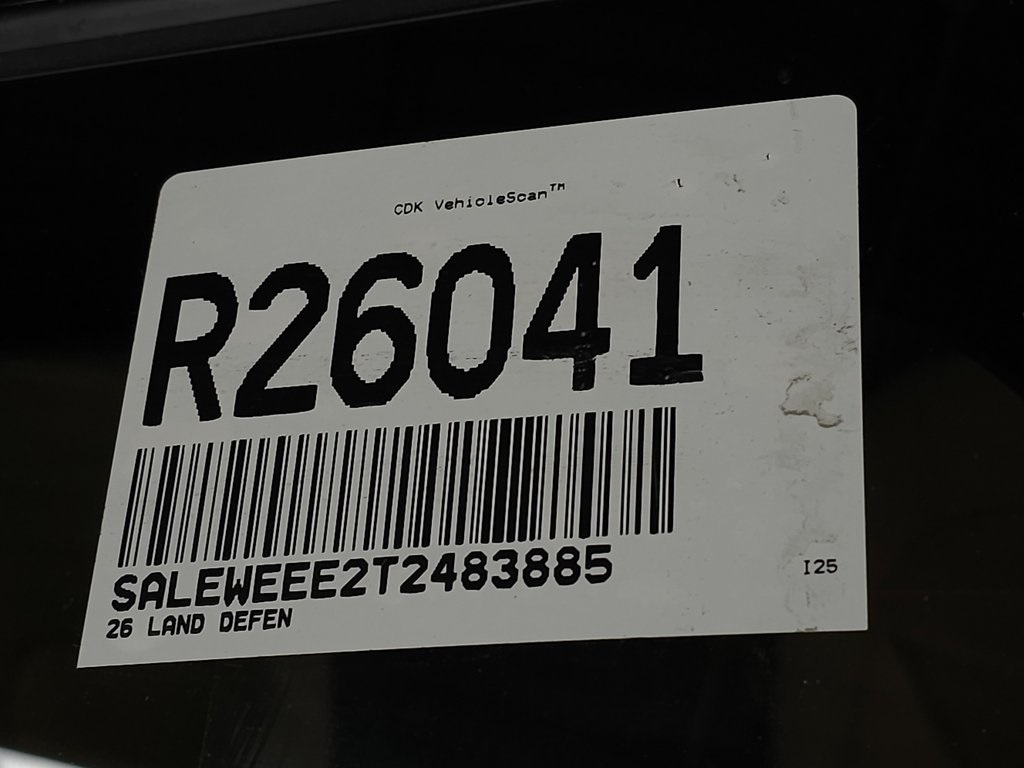 CDK VehicleScan™
R26041
SALEWEEE2T2483885
26 LAND DEFEN
I25